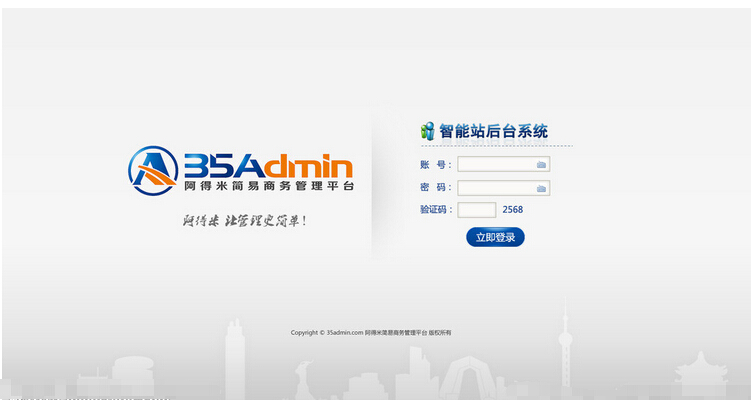 35Admin
阿得米简易商务管理平台
阿得米 让管理更简单！
智能站后台系统
账 号：
密 码：
验证码： 2568
立即登录
Copyright © 35admin.com 阿得米简易商务管理平台 版权所有